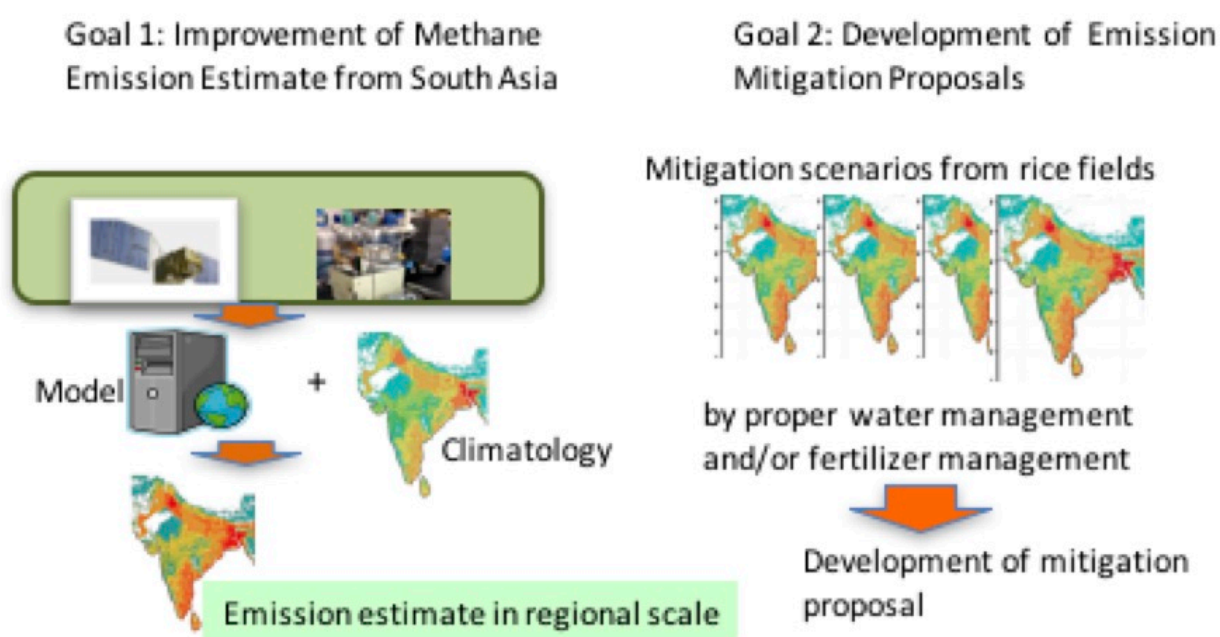 Goal 1: Improvement of Methane
Emission Estimate from South Asia
Model
+
Climatology
Emission estimate in regional scale
Goal 2: Development of Emission
Mitigation Proposals
Mitigation scenarios from rice fields
by proper water management
and/or fertilizer management
Development of mitigation
proposal